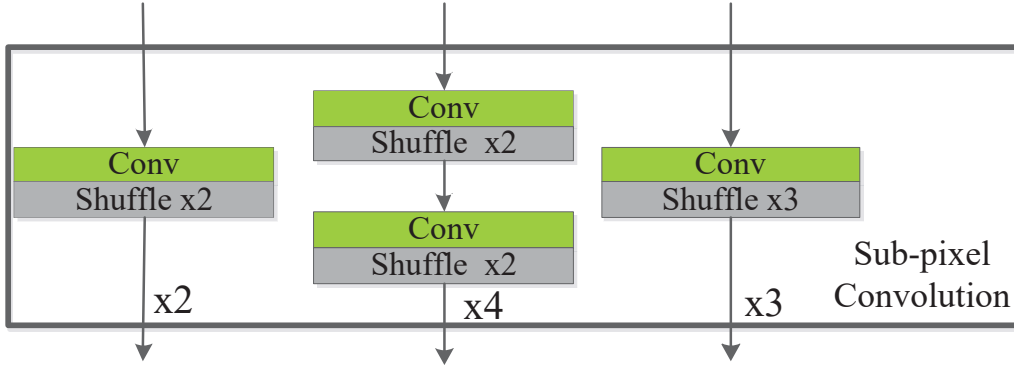 Conv
Shuffle x2
x2
Conv
Shuffle x2
Conv
Shuffle x2
x4
Conv
Shuffle x3
x3
Sub-pixel
Convolution